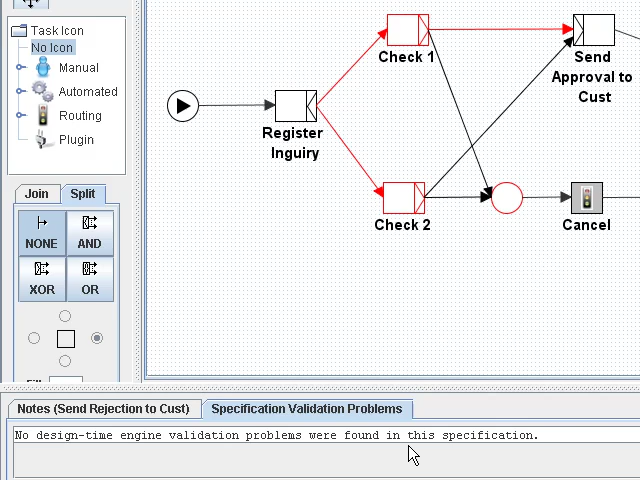 Task Icon
No Icon
Manual
Automated
Routing
Plugin
Join
Split
NONE
AND
XOR
OR
Check 1
Send
Approval to
Cust
Register
Inguiry
Check 2
Cancel
Notes (Send Rejection to Cust)
Specification Validation Problems
No design-time engine validation problems were found in this specification.